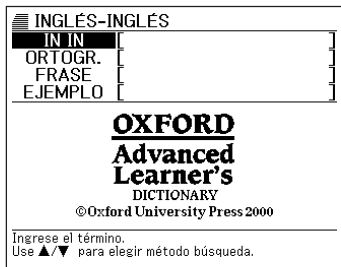 INGLÉS-INGLÉS
IN IN [ ]
ORTOGR. [ ]
FRASE [ ]
EJEMPLO [ ]
OXFORD
Advanced
Learner's
DICTIONARY
©Oxford University Press 2000
Ingrese el término.
Use ▲/▼ para elegir método búsqueda.